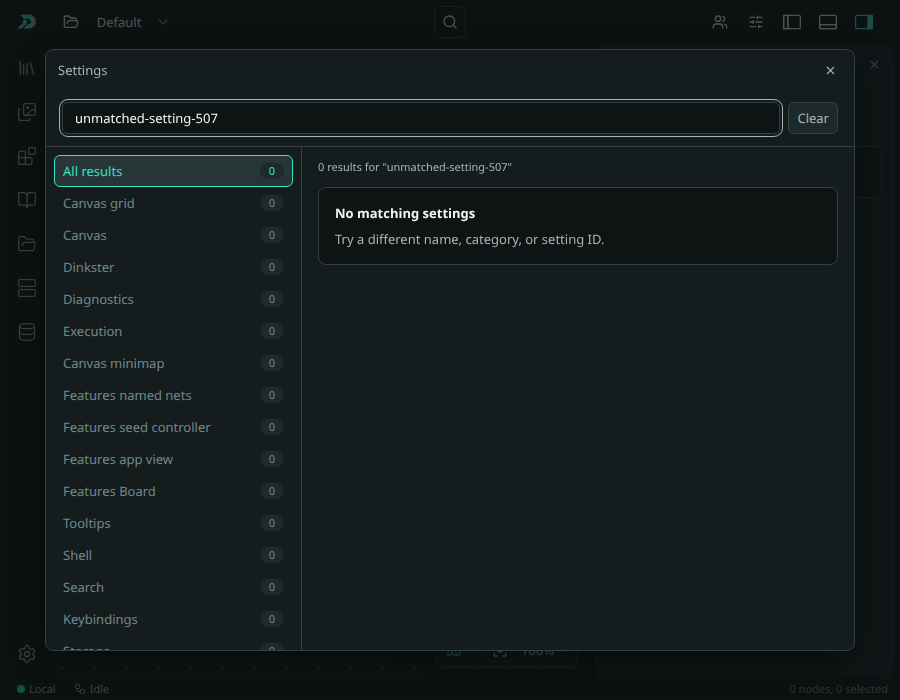 Default
Settings
unmatched-setting-507
Clear
All results 0
Canvas grid 0
Canvas 0
Dinkster 0
Diagnostics 0
Execution 0
Canvas minimap 0
Features named nets 0
Features seed controller 0
Features app view 0
Features Board 0
Tooltips 0
Shell 0
Search 0
Keybindings 0
0 results for "unmatched-setting-507"
No matching settings
Try a different name, category, or setting ID.
Local
Idle
0 nodes, 0 selected